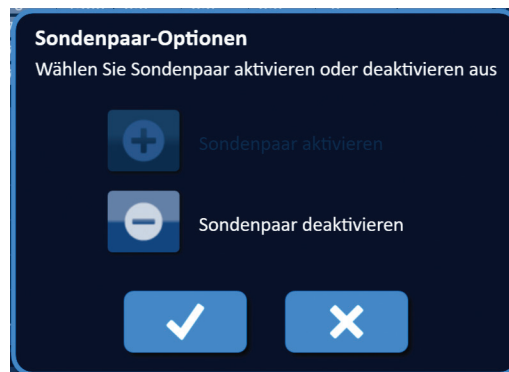 Sondenpaar-Optionen
Wählen Sie Sondenpaar aktivieren oder deaktivieren aus
Sondenpaar aktivieren
Sondenpaar deaktivieren